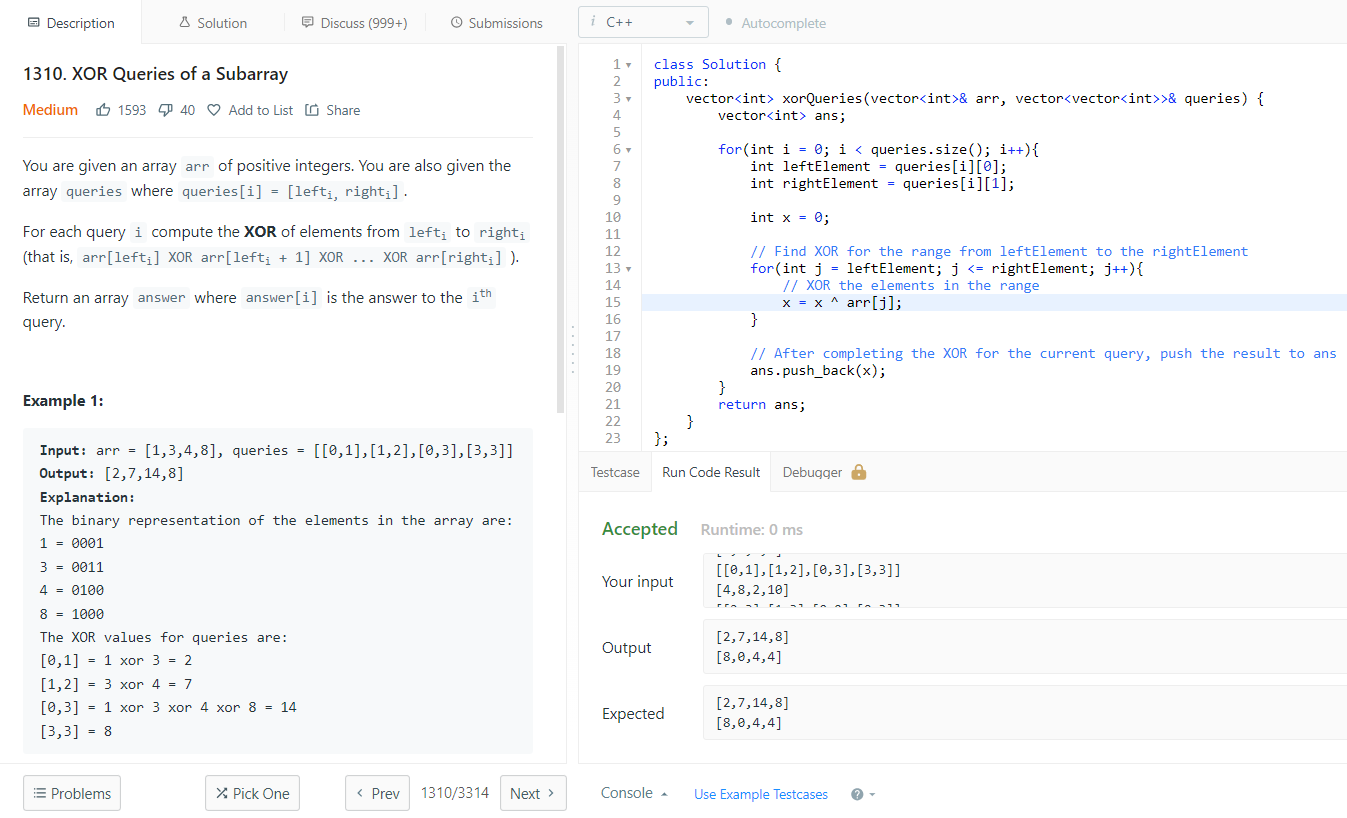 Description
Solution
Discuss (999+)
Submissions
1310. XOR Queries of a Subarray
Medium 1593 40 Add to List Share
You are given an array arr of positive integers. You are also given the
array queries where queries[i] = [leftᵢ, rightᵢ] .
For each query i compute the XOR of elements from leftᵢ to rightᵢ
(that is, arr[leftᵢ] XOR arr[leftᵢ + 1] XOR ... XOR arr[rightᵢ] ).
Return an array answer where answer[i] is the answer to the iᵗʰ
query.
Example 1:
Input: arr = [1,3,4,8], queries = [[0,1],[1,2],[0,3],[3,3]]
Output: [2,7,14,8]
Explanation:
The binary representation of the elements in the array are:
1 = 0001
3 = 0011
4 = 0100
8 = 1000
The XOR values for queries are:
[0,1] = 1 xor 3 = 2
[1,2] = 3 xor 4 = 7
[0,3] = 1 xor 3 xor 4 xor 8 = 14
[3,3] = 8
Problems
Pick One
Prev
1310/3314
Next
i C++
Autocomplete
1 class Solution {
2 public:
3     vector<int> xorQueries(vector<int>& arr, vector<vector<int>>& queries) {
4         vector<int> ans;
5
6         for(int i = 0; i < queries.size(); i++){
7             int leftElement = queries[i][0];
8             int rightElement = queries[i][1];
9
10             int x = 0;
11
12             // Find XOR for the range from leftElement to the rightElement
13             for(int j = leftElement; j <= rightElement; j++){
14                 // XOR the elements in the range
15                 x = x ^ arr[j];
16             }
17
18             // After completing the XOR for the current query, push the result to ans
19             ans.push_back(x);
20         }
21         return ans;
22     }
23 };
Testcase
Run Code Result
Debugger
Accepted Runtime: 0 ms
Your input
[[0,1],[1,2],[0,3],[3,3]]
[4,8,2,10]
Output
[2,7,14,8]
[8,0,4,4]
Expected
[2,7,14,8]
[8,0,4,4]
Console
Use Example Testcases
?